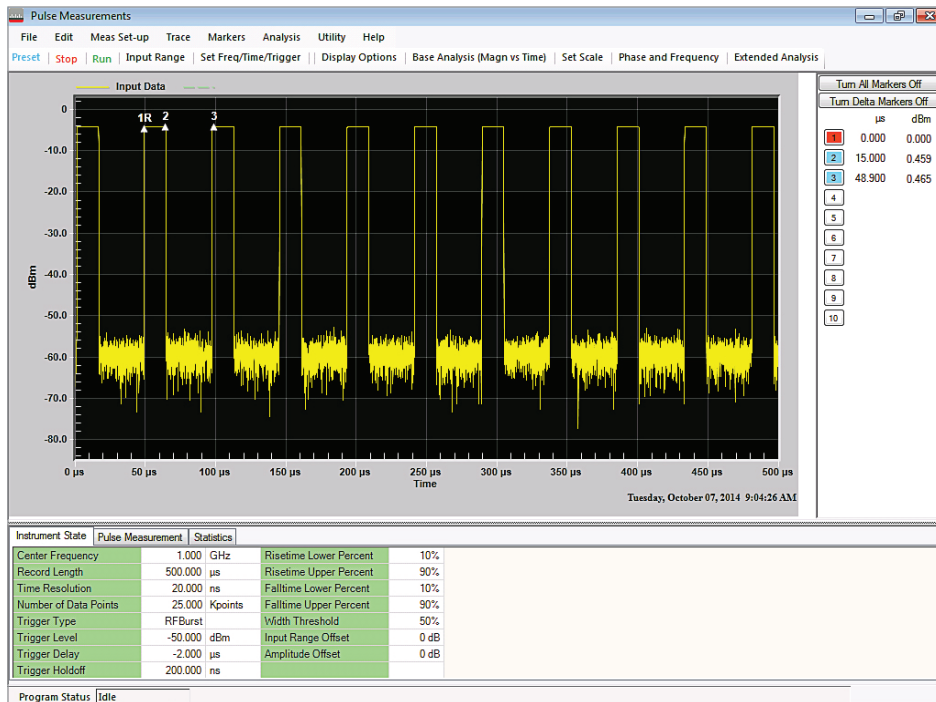 Pulse Measurements
File Edit Meas Set-up Trace Markers Analysis Utility Help
Preset Stop Run Input Range Set Freq/Time/Trigger Display Options Base Analysis (Magn vs Time) Set Scale Phase and Frequency Extended Analysis
Input Data
Turn All Markers Off
Turn Delta Markers Off
µs dBm
1 0.000 0.000
2 15.000 0.459
3 48.900 0.465
4
5
6
7
8
9
10
1R 2 3
0
-10.0
-20.0
-30.0
-40.0
-50.0
-60.0
-70.0
-80.0
dBm
0 µs 50 µs 100 µs 150 µs 200 µs 250 µs 300 µs 350 µs 400 µs 450 µs 500 µs
Time
Tuesday, October 07, 2014 9:04:26 AM
Instrument State Pulse Measurement Statistics
Center Frequency 1.000 GHz Risetime Lower Percent 10%
Record Length 500.000 µs Risetime Upper Percent 90%
Time Resolution 20.000 ns Falltime Lower Percent 10%
Number of Data Points 25.000 Kpoints Falltime Upper Percent 90%
Trigger Type RFBurst Width Threshold 50%
Trigger Level -50.000 dBm Input Range Offset 0 dB
Trigger Delay -2.000 µs Amplitude Offset 0 dB
Trigger Holdoff 200.000 ns
Program Status Idle